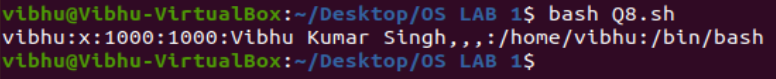 vibhu@Vibhu-VirtualBox:~/Desktop/OS LAB 1$ bash Q8.sh
vibhu:x:1000:1000:Vibhu Kumar Singh,,,:/home/vibhu:/bin/bash
vibhu@Vibhu-VirtualBox:~/Desktop/OS LAB 1$